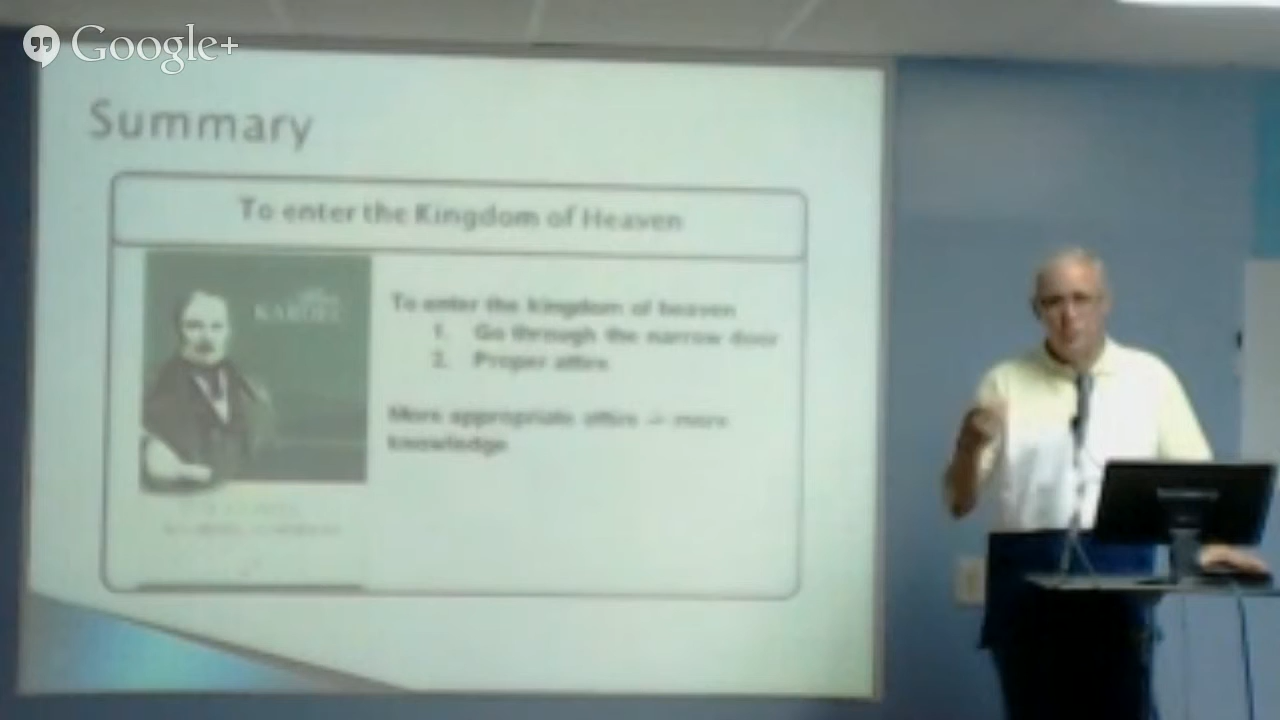 Google+
Summary
To enter the Kingdom of Heaven
KARDEC
To enter the kingdom of heaven
1. Go through the narrow door
2. Proper attire
More appropriate attire -> more
knowledge